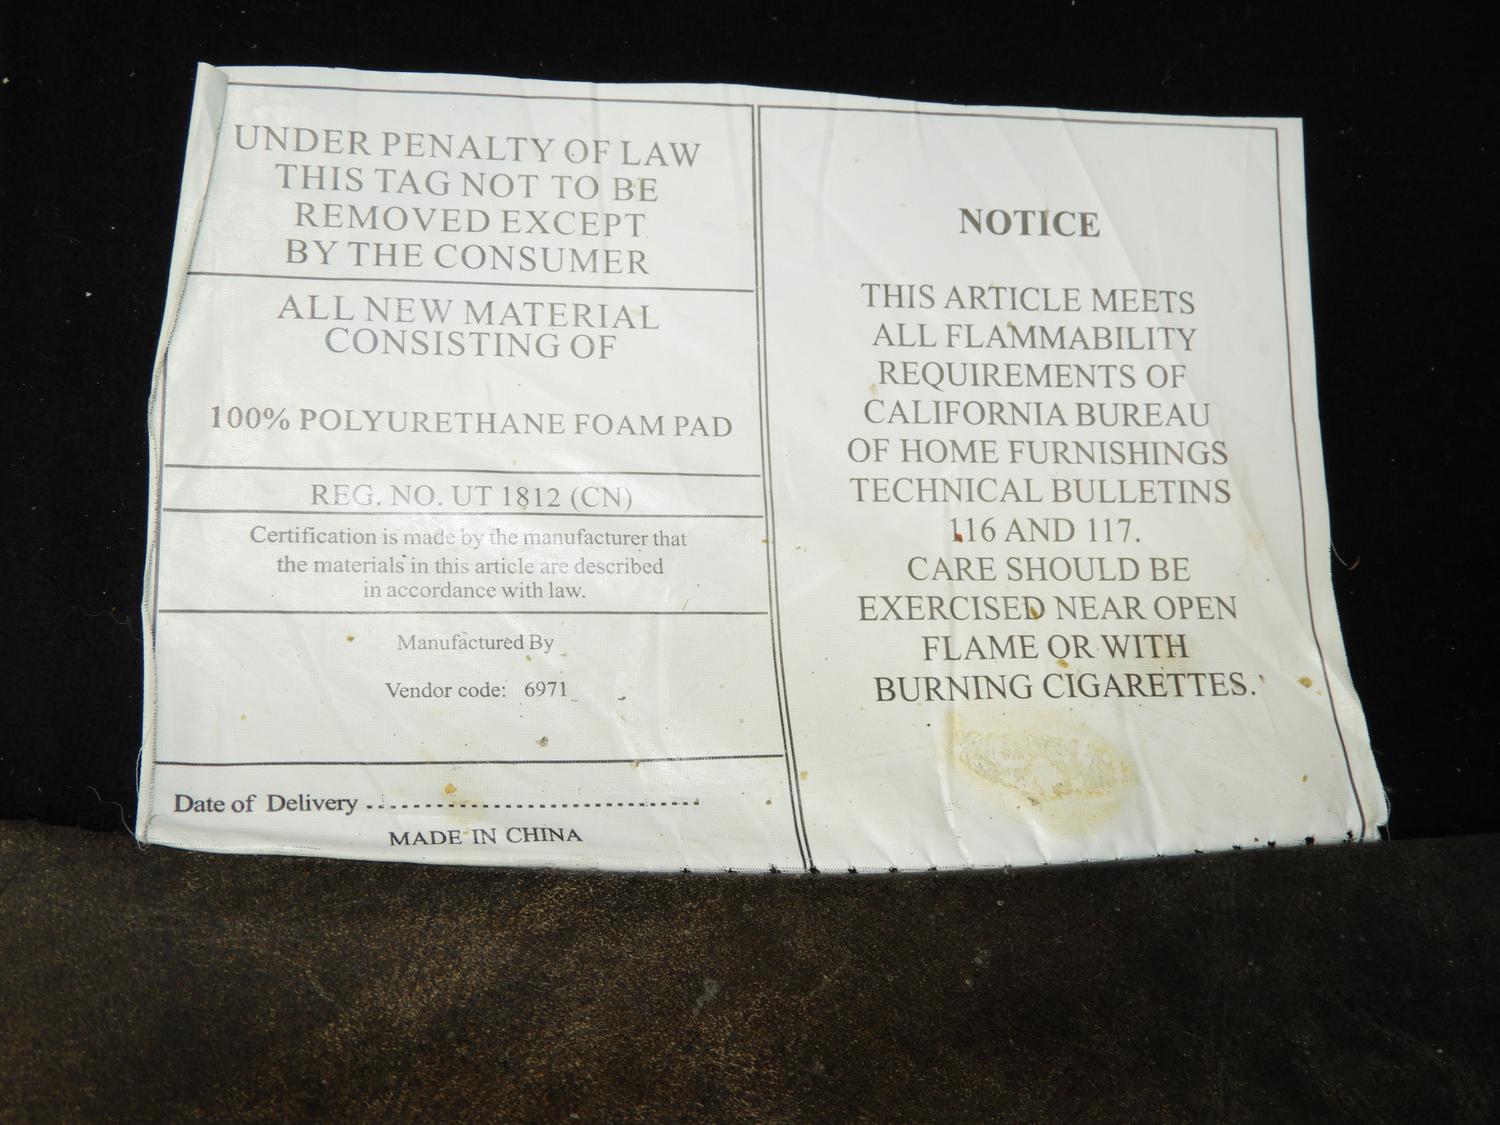 UNDER PENALTY OF LAW
THIS TAG NOT TO BE
REMOVED EXCEPT
BY THE CONSUMER
ALL NEW MATERIAL
CONSISTING OF
100% POLYURETHANE FOAM PAD
REG. NO. UT 1812 (CN)
Certification is made by the manufacturer that
the materials in this article are described
in accordance with law.
Manufactured By
Vendor code: 6971
Date of Delivery ....................................
MADE IN CHINA
NOTICE
THIS ARTICLE MEETS
ALL FLAMMABILITY
REQUIREMENTS OF
CALIFORNIA BUREAU
OF HOME FURNISHINGS
TECHNICAL BULLETINS
116 AND 117.
CARE SHOULD BE
EXERCISED NEAR OPEN
FLAME OR WITH
BURNING CIGARETTES.